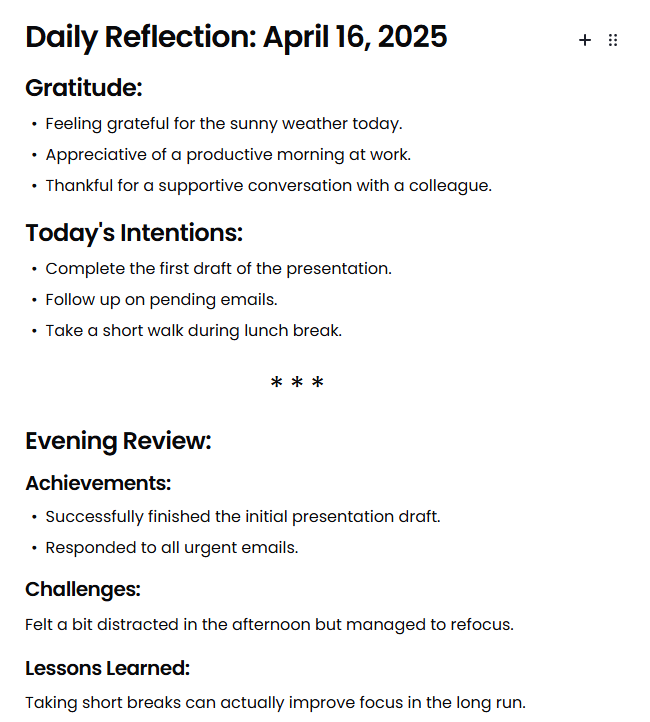 Daily Reflection: April 16, 2025
Gratitude:
• Feeling grateful for the sunny weather today.
• Appreciative of a productive morning at work.
• Thankful for a supportive conversation with a colleague.
Today's Intentions:
• Complete the first draft of the presentation.
• Follow up on pending emails.
• Take a short walk during lunch break.
* * *
Evening Review:
Achievements:
• Successfully finished the initial presentation draft.
• Responded to all urgent emails.
Challenges:
Felt a bit distracted in the afternoon but managed to refocus.
Lessons Learned:
Taking short breaks can actually improve focus in the long run.